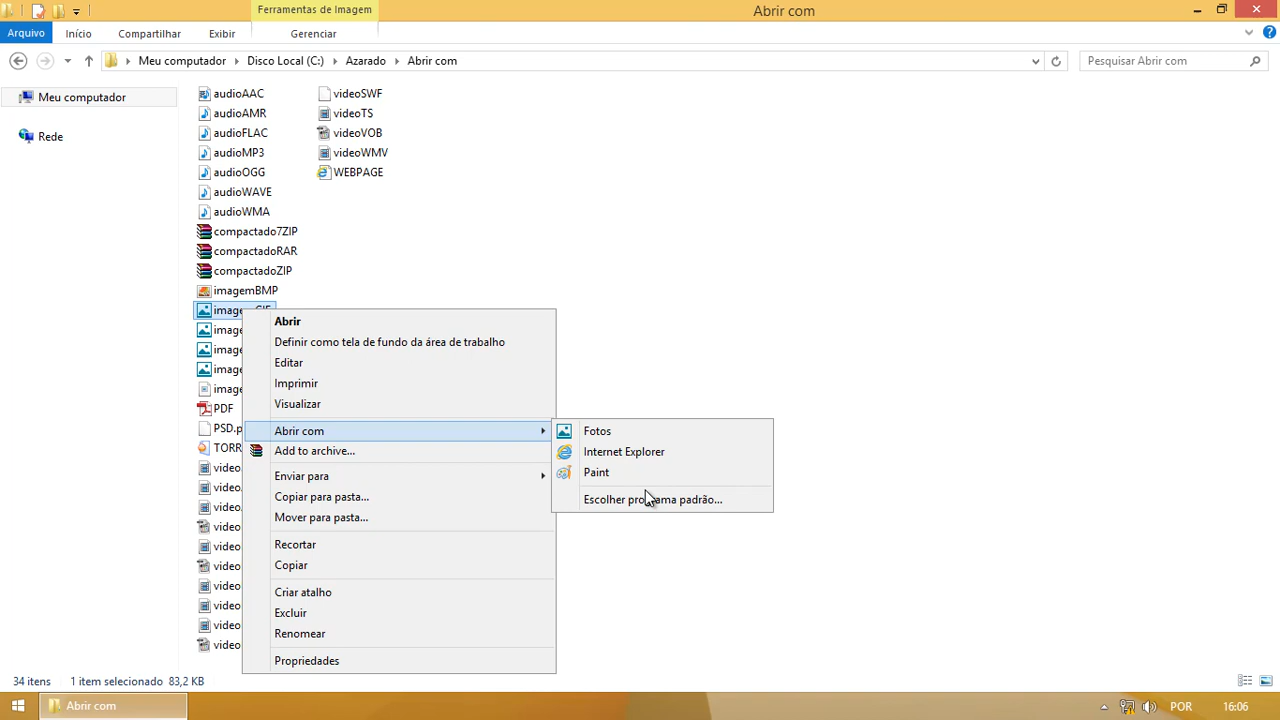 Ferramentas de Imagem
Abrir com
Arquivo
Início
Compartilhar
Exibir
Gerenciar
Meu computador
Disco Local (C:)
Azarado
Abrir com
Pesquisar Abrir com
Meu computador
Rede
audioAAC
audioAMR
audioFLAC
audioMP3
audioOGG
audioWAVE
audioWMA
compactado7ZIP
compactadoRAR
compactadoZIP
imagemBMP
PDF
videoSWF
videoTS
videoVOB
videoWMV
WEBPAGE
Abrir
Definir como tela de fundo da área de trabalho
Editar
Imprimir
Visualizar
Abrir com
Add to archive...
Enviar para
Copiar para pasta...
Mover para pasta...
Recortar
Copiar
Criar atalho
Excluir
Renomear
Propriedades
Fotos
Internet Explorer
Paint
Escolher programa padrão...
34 itens
1 item selecionado
83,2 KB
Abrir com
POR
16:06